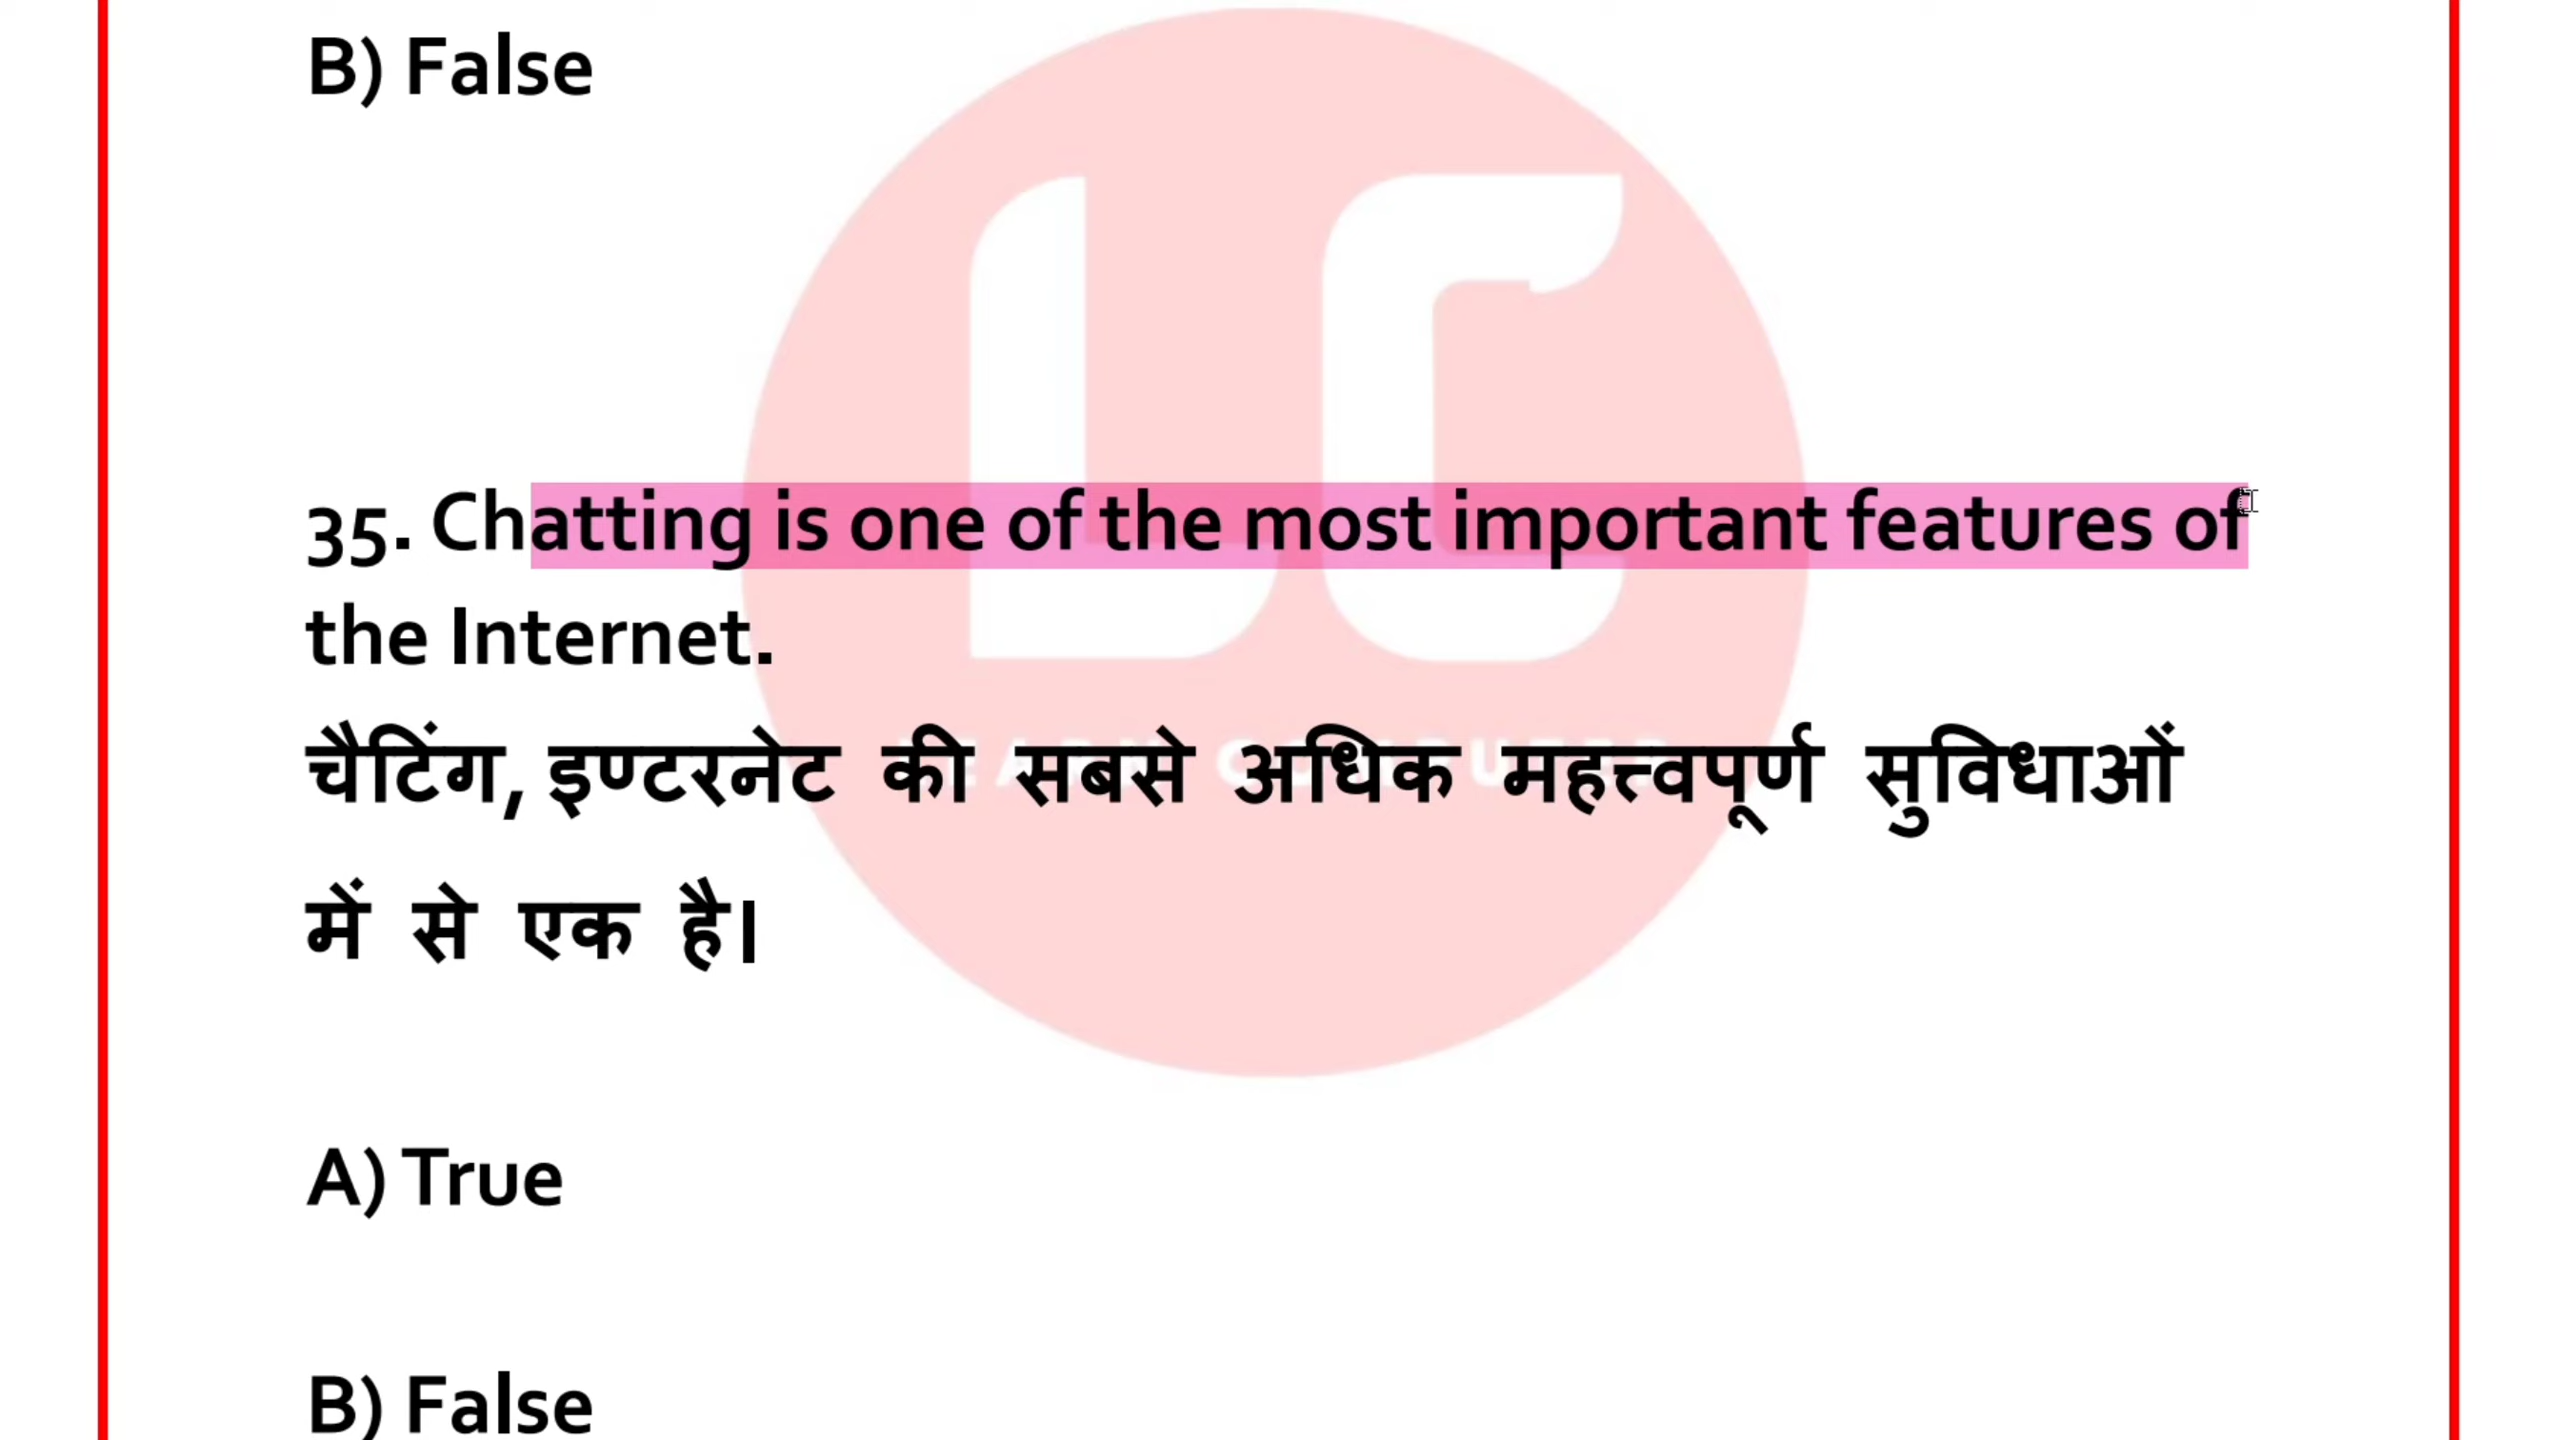 B) False
35. Chatting is one of the most important features of
the Internet.
चैटिंग, इण्टरनेट की सबसे अधिक महत्त्वपूर्ण सुविधाओं
में से एक है।
A) True
B) False
LC